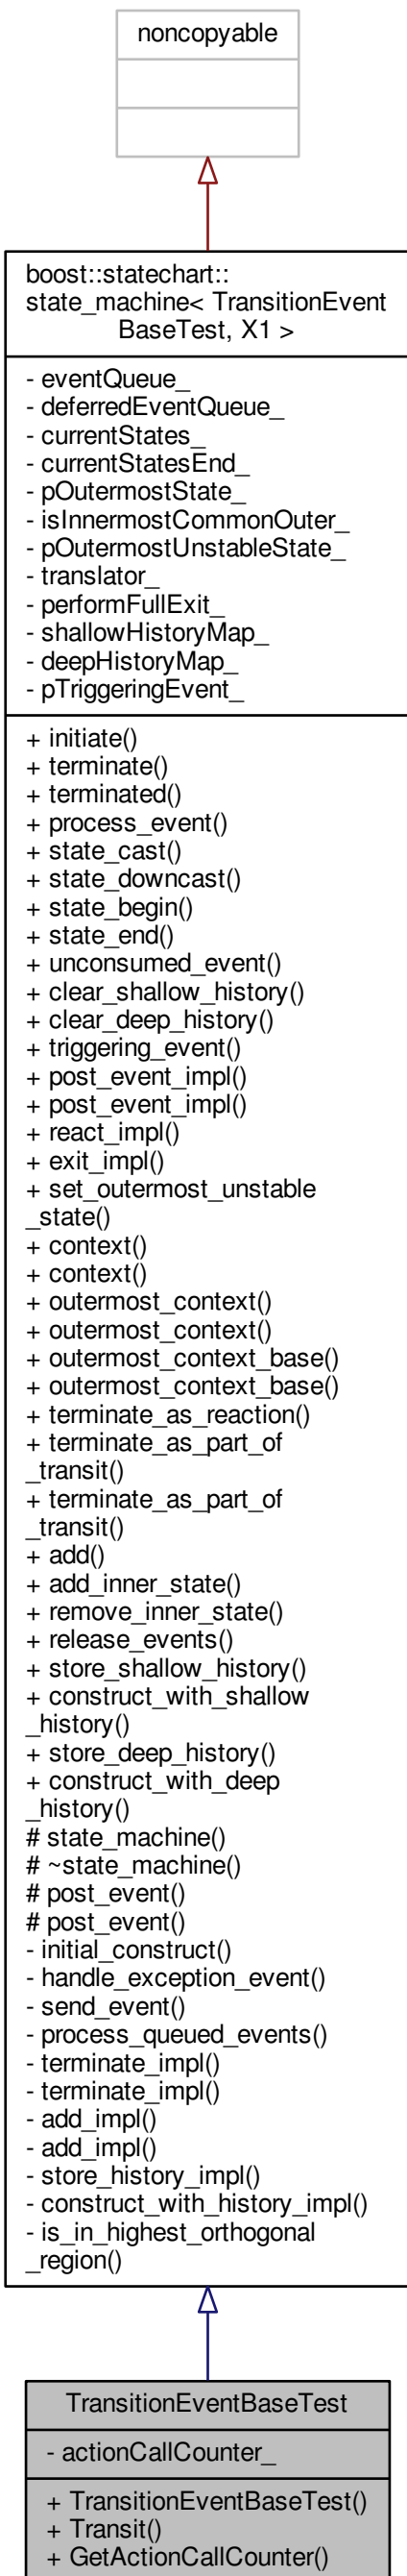 noncopyable
boost::statechart::
state_machine< TransitionEvent
BaseTest, X1 >
- eventQueue_
- deferredEventQueue_
- currentStates_
- currentStatesEnd_
- pOutermostState_
- isInnermostCommonOuter_
- pOutermostUnstableState_
- translator_
- performFullExit_
- shallowHistoryMap_
- deepHistoryMap_
- pTriggeringEvent_
+ initiate()
+ terminate()
+ terminated()
+ process_event()
+ state_cast()
+ state_downcast()
+ state_begin()
+ state_end()
+ unconsumed_event()
+ clear_shallow_history()
+ clear_deep_history()
+ triggering_event()
+ post_event_impl()
+ post_event_impl()
+ react_impl()
+ exit_impl()
+ set_outermost_unstable
_state()
+ context()
+ context()
+ outermost_context()
+ outermost_context()
+ outermost_context_base()
+ outermost_context_base()
+ terminate_as_reaction()
+ terminate_as_part_of
_transit()
+ terminate_as_part_of
_transit()
+ add()
+ add_inner_state()
+ remove_inner_state()
+ release_events()
+ store_shallow_history()
+ construct_with_shallow
_history()
+ store_deep_history()
+ construct_with_deep
_history()
# state_machine()
# ~state_machine()
# post_event()
# post_event()
- initial_construct()
- handle_exception_event()
- send_event()
- process_queued_events()
- terminate_impl()
- terminate_impl()
- add_impl()
- add_impl()
- store_history_impl()
- construct_with_history_impl()
- is_in_highest_orthogonal
_region()
TransitionEventBaseTest
- actionCallCounter_
+ TransitionEventBaseTest()
+ Transit()
+ GetActionCallCounter()